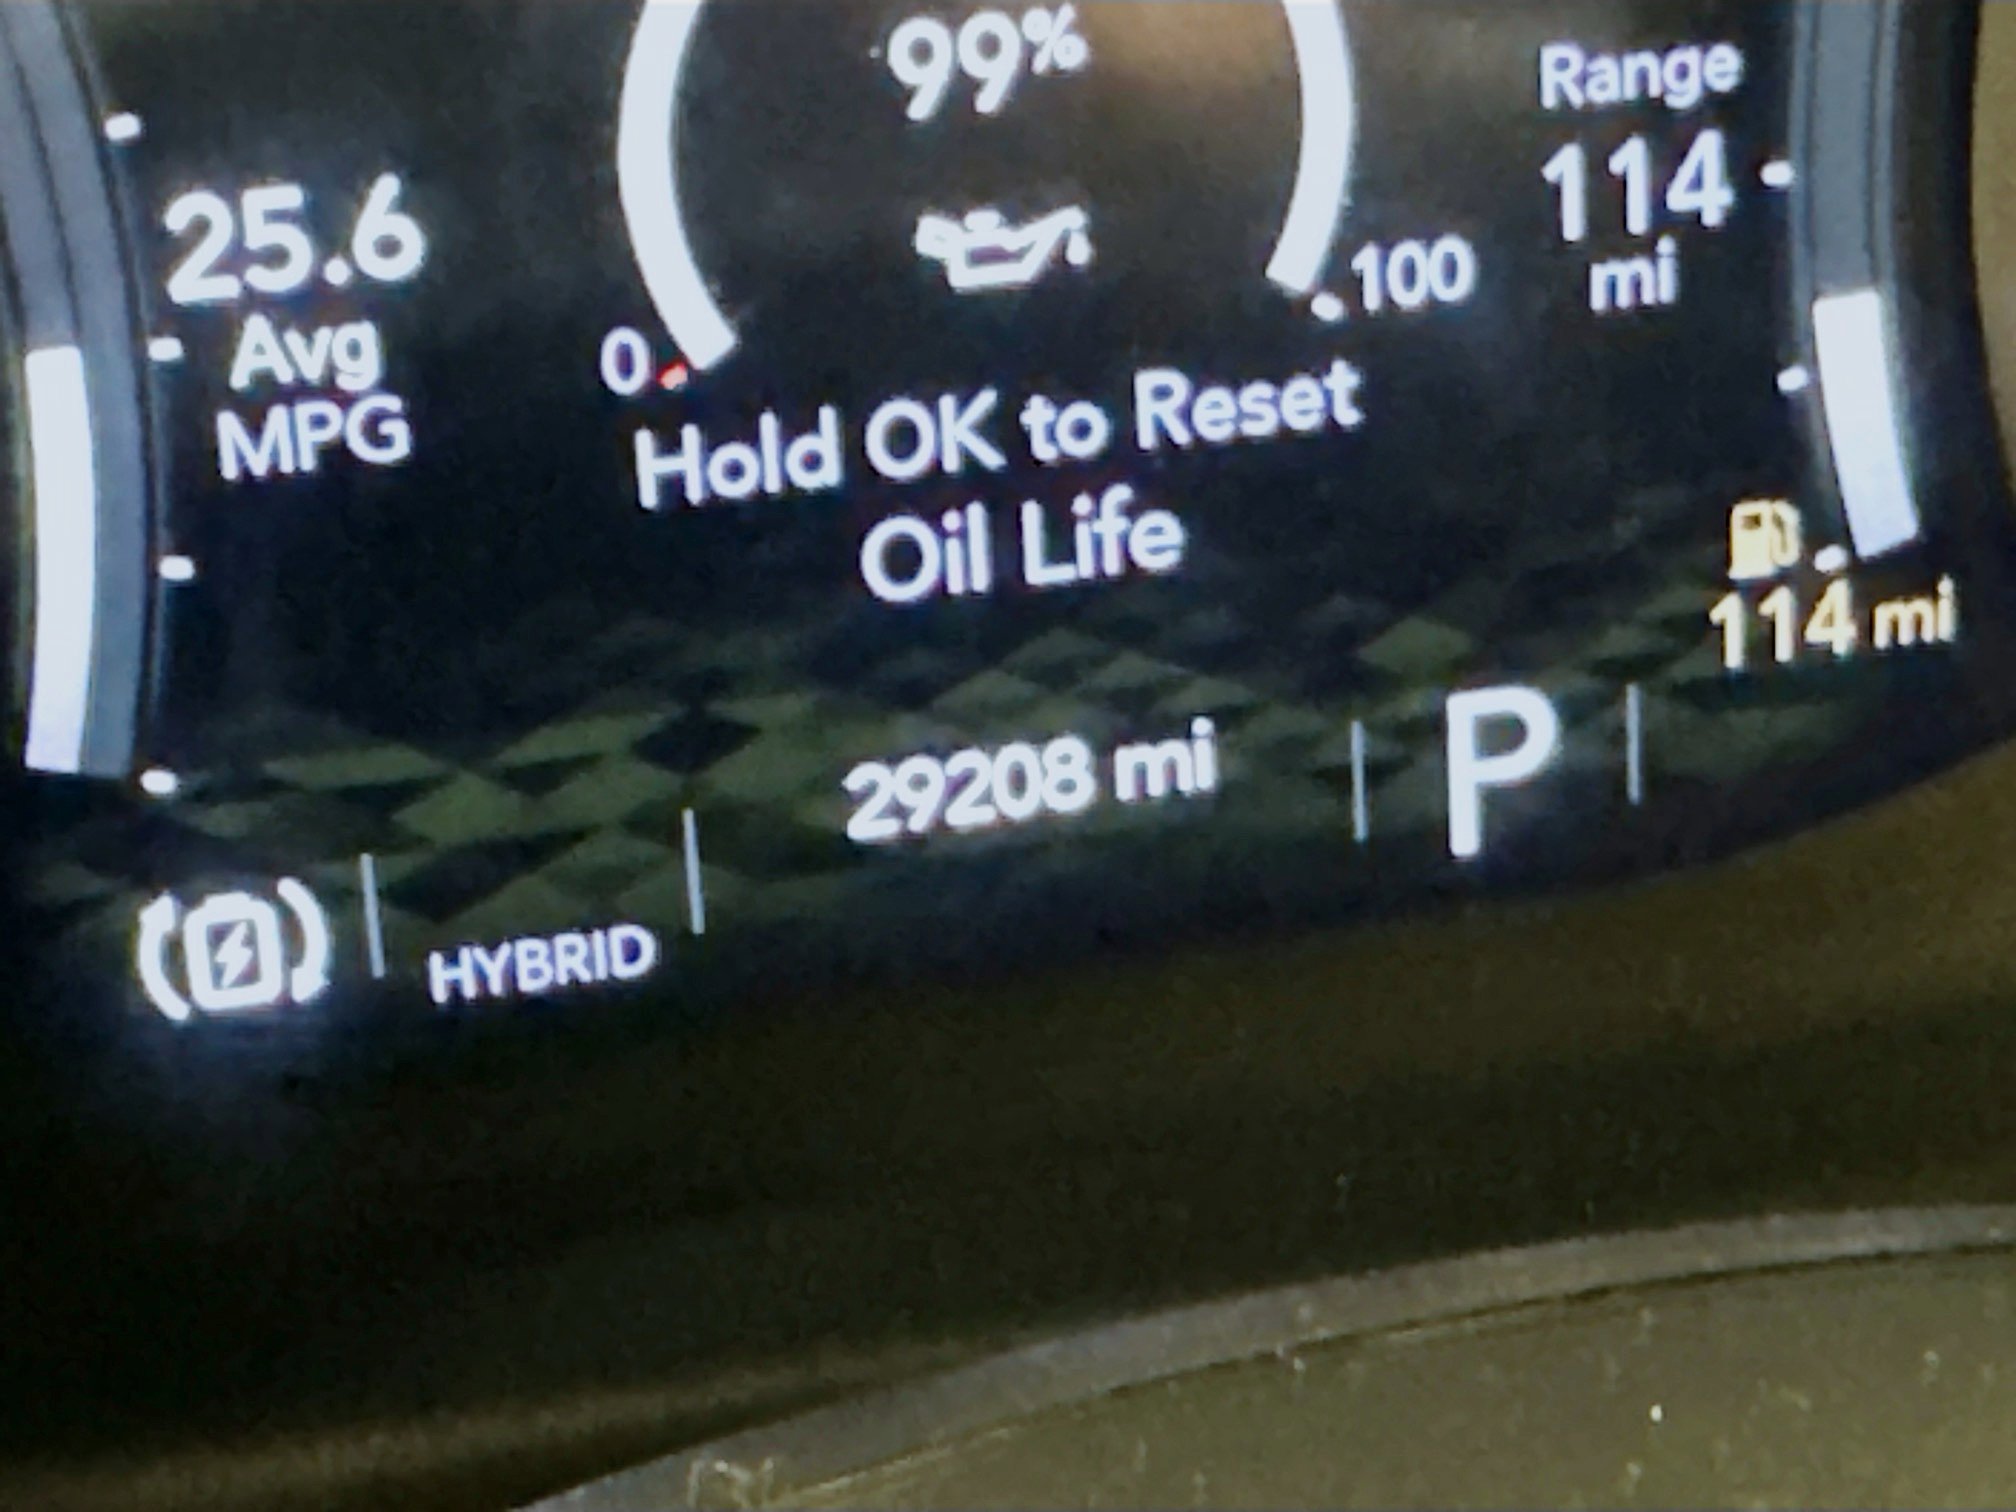 99%
Range
114
mi
25.6
Avg
MPG
0
100
Hold OK to Reset
Oil Life
114 mi
29208 mi
P
HYBRID